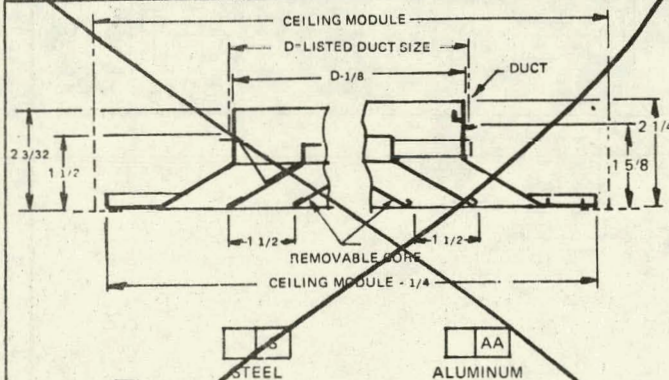 CEILING MODULE
D=LISTED DUCT SIZE
D-1/8
DUCT
2 3/32
1 1/2
2 1/4
1 5/8
1 1/2
1 1/2
REMOVABLE CORE
CEILING MODULE - 1/4
S
AA
STEEL
ALUMINUM